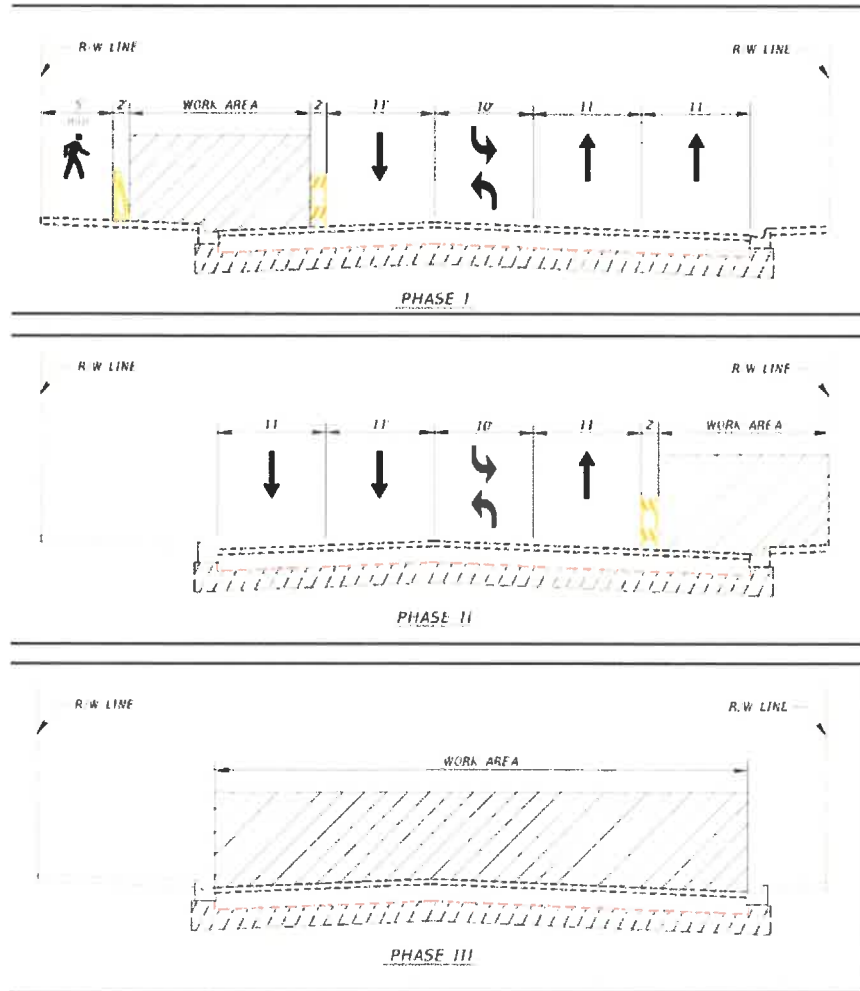 R/W LINE R/W LINE
5' 2' WORK AREA 2' 11' 10' 11' 11'
PHASE I
R/W LINE R/W LINE
11' 11' 10' 11' 2' WORK AREA
PHASE II
R/W LINE R/W LINE
WORK AREA
PHASE III